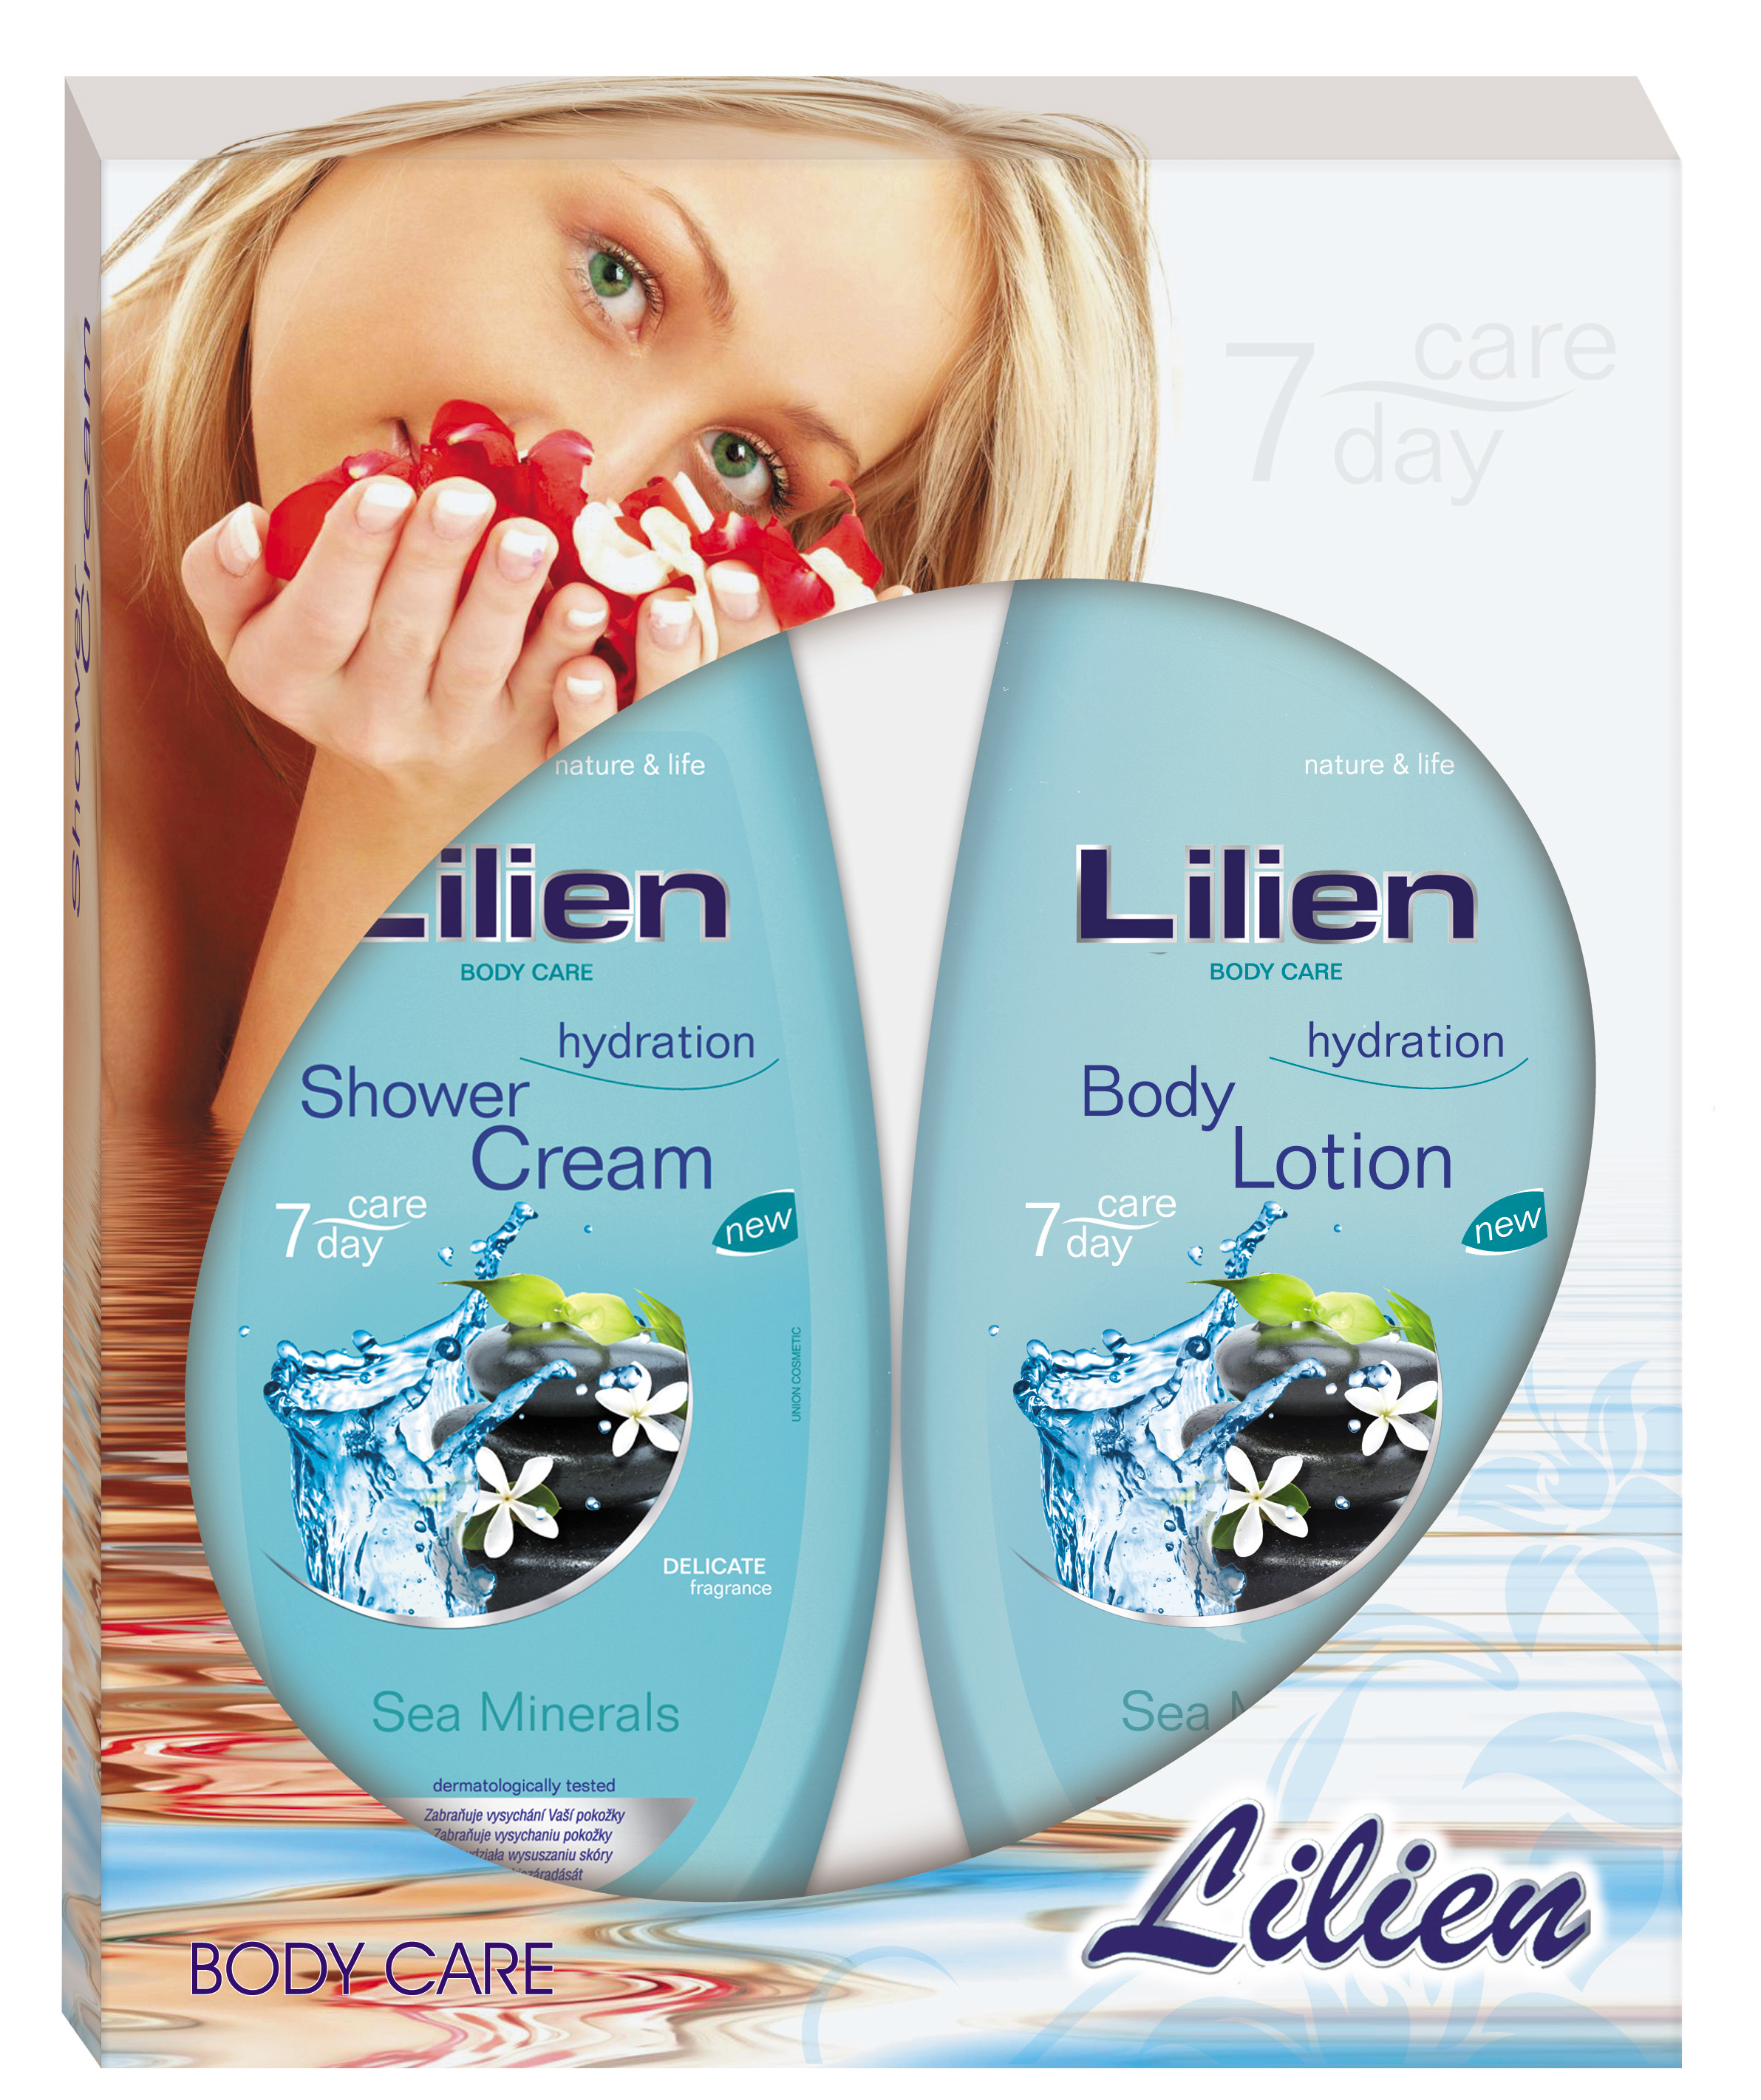 care
7 day
Shower Cream
nature & life
Lilien
BODY CARE
hydration
Shower
Cream
7 care
day
new
UNION COSMETIC
DELICATE
fragrance
Sea Minerals
dermatologically tested
Zabraňuje vysychání Vaší pokožky
Zabraňuje vysychaniu pokožky
wysuszaniu skóry
nature & life
Lilien
BODY CARE
hydration
Body
Lotion
7 care
day
new
Sea
BODY CARE
Lilien